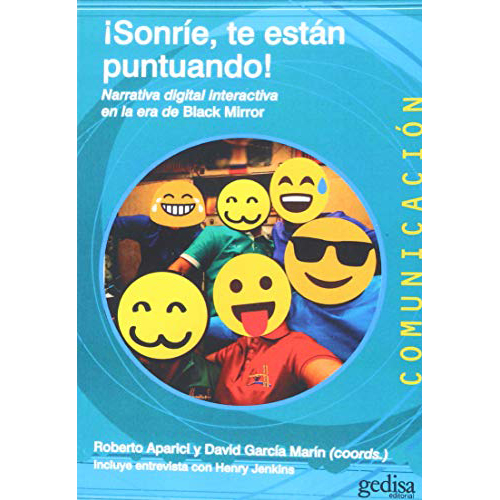 ¡Sonríe, te están
puntuando!
Narrativa digital interactiva
en la era de Black Mirror
COMUNICACIÓN
Roberto Aparici y David García Marín (coords.)
Incluye entrevista con Henry Jenkins
gedisa
editorial